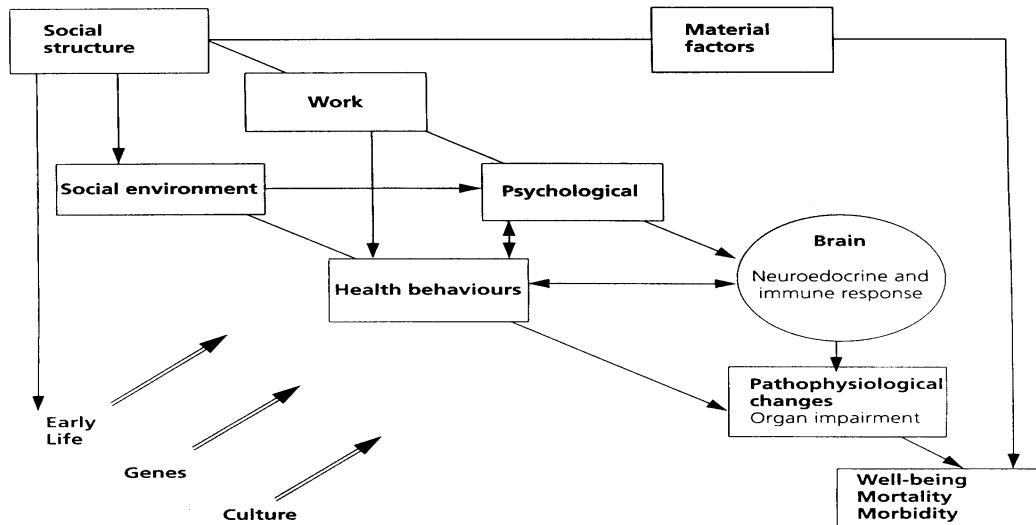 Social
structure
Material
factors
Work
Social environment
Psychological
Brain
Neuroedocrine and
immune response
Health behaviours
Pathophysiological
changes
Organ impairment
Early
Life
Genes
Culture
Well-being
Mortality
Morbidity